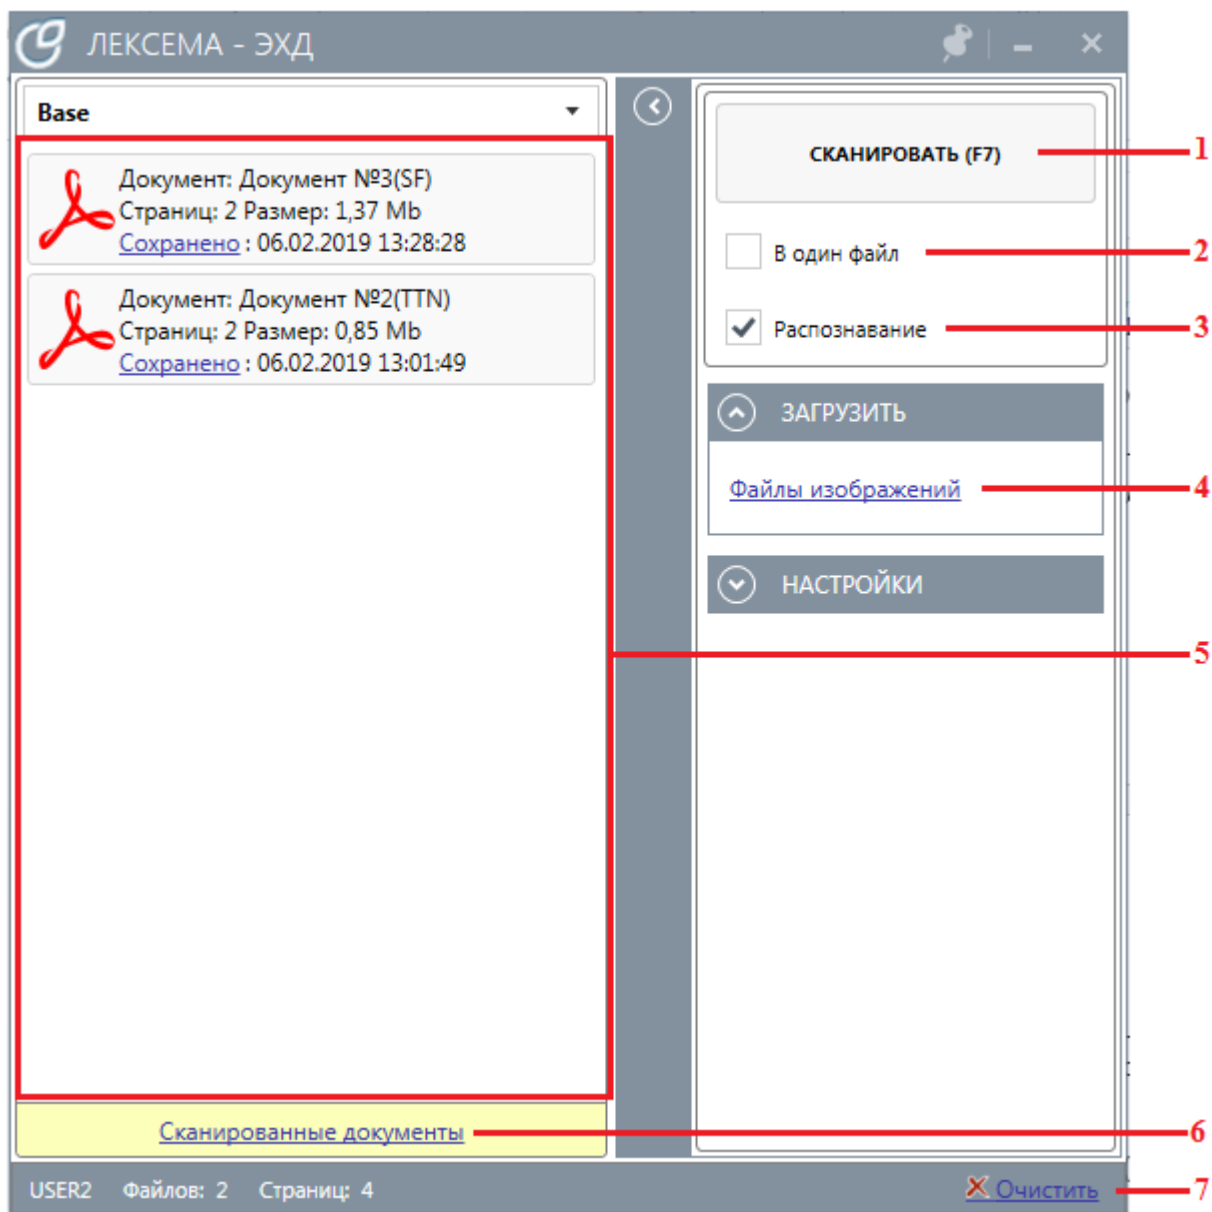 ЛЕКСЕМА - ЭХД
Base
Документ: Документ №3(SF)
Страниц: 2 Размер: 1,37 Mb
Сохранено : 06.02.2019 13:28:28
Документ: Документ №2(TTN)
Страниц: 2 Размер: 0,85 Mb
Сохранено : 06.02.2019 13:01:49
Сканированные документы
СКАНИРОВАТЬ (F7)
1
В один файл
2
Распознавание
3
ЗАГРУЗИТЬ
Файлы изображений
4
НАСТРОЙКИ
5
6
USER2 Файлов: 2 Страниц: 4
Очистить
7